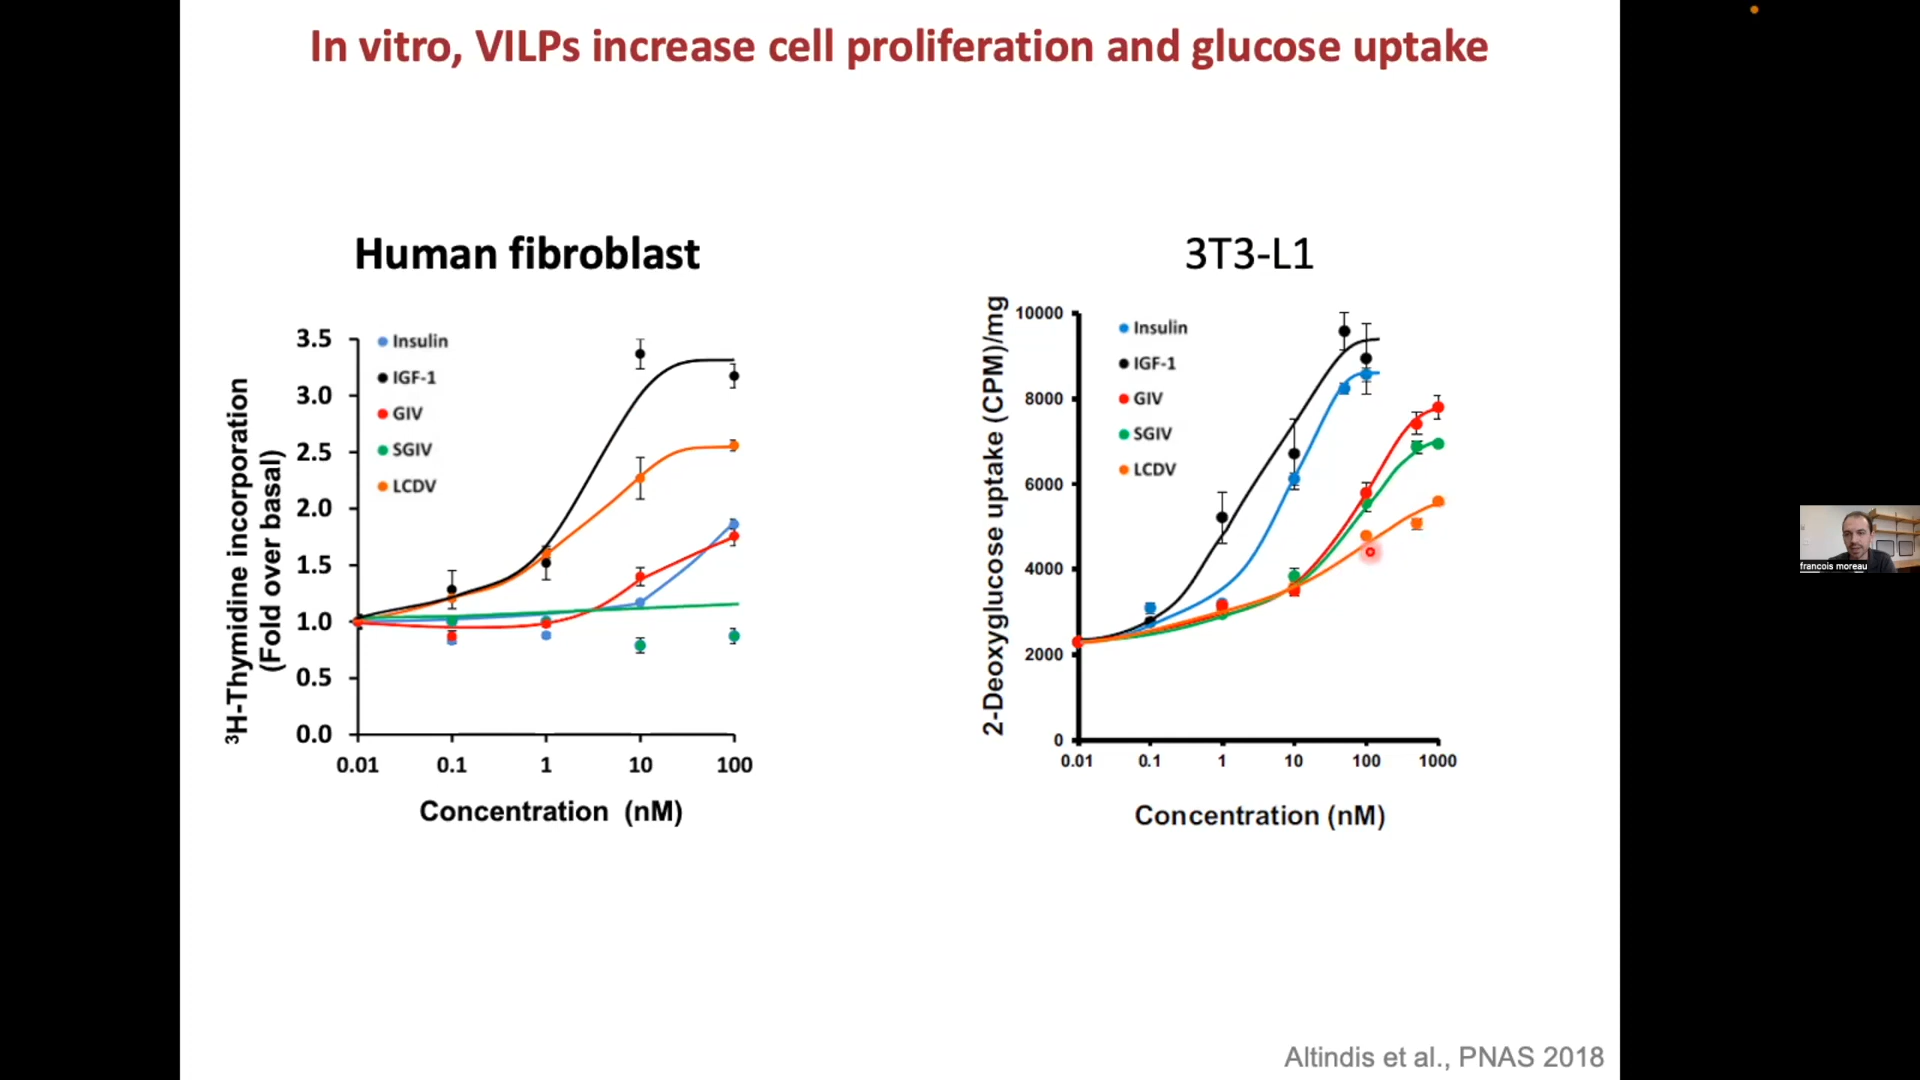 In vitro, VILPs increase cell proliferation and glucose uptake
Human fibroblast
3.5
3.0
2.5
2.0
1.5
1.0
0.5
0.0
³H-Thymidine incorporation
(Fold over basal)
Insulin
IGF-1
GIV
SGIV
LCDV
0.01 0.1 1 10 100
Concentration (nM)
3T3-L1
10000
8000
6000
4000
2000
0
2-Deoxyglucose uptake (CPM)/mg
Insulin
IGF-1
GIV
SGIV
LCDV
0.01 0.1 1 10 100 1000
Concentration (nM)
francois moreau
Altindis et al., PNAS 2018